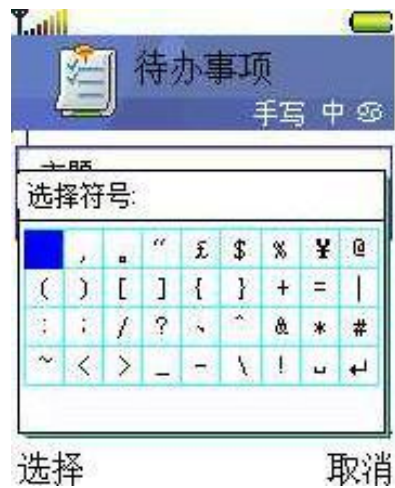 待办事项
手写 中
选择符号:
, 。 “ £ $ % ¥ @
( ) [ ] { } + = |
: ; / ? 、 ^ & * #
~ < > _ - \ ! ␣ ↵
选择 取消